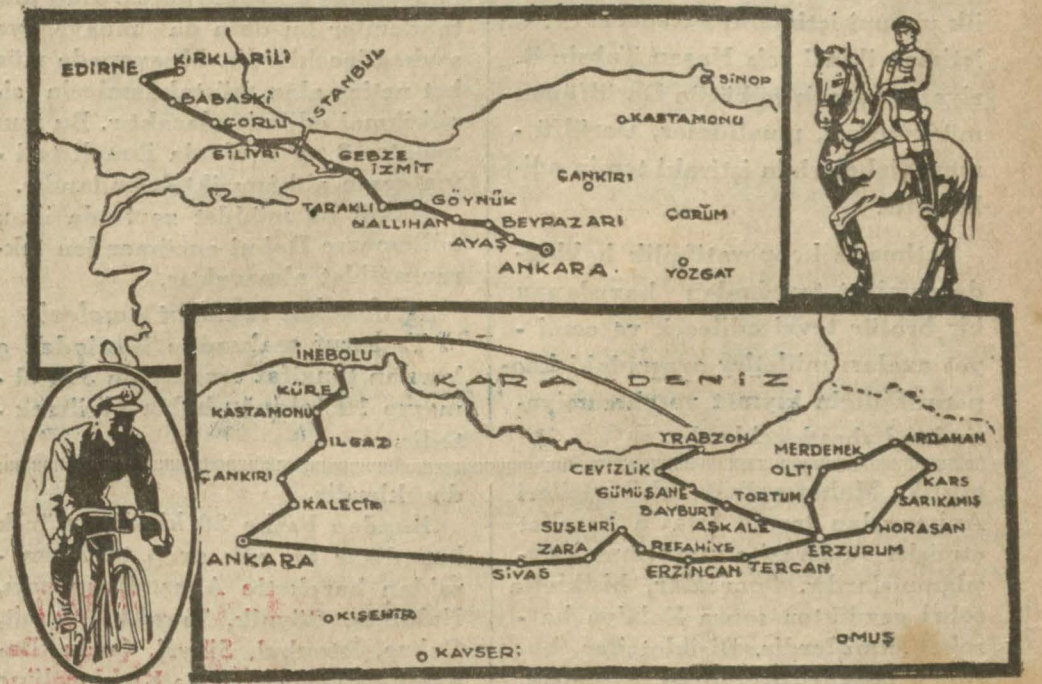 KIRKLARİLİ
EDİRNE
BABAESKİ
ÇORLU
SİLİVRİ
İSTANBUL
GEBZE
İZMİT
TARAKLI
GÖYNÜK
NALLIHAN
BEYPAZARI
AYAŞ
ANKARA
SİNOP
KASTAMONU
ÇANKIRI
ÇORUM
YOZGAT
İNEBOLU
KARA DENİZ
KÜRE
KASTAMONU
ILGAZ
ÇANKIRI
KALECİK
ANKARA
TRABZON
CEVİZLİK
GÜMÜŞANE
BAYBURT
AŞKALE
MERDENEK
ARDAHAN
OLTİ
KARS
TORTUM
SARIKAMIŞ
HORASAN
SUŞEHRİ
ZARA
SİVAS
REFAHİYE
ERZİNCAN
TERCAN
ERZURUM
KIRŞEHİR
KAYSERİ
MUŞ